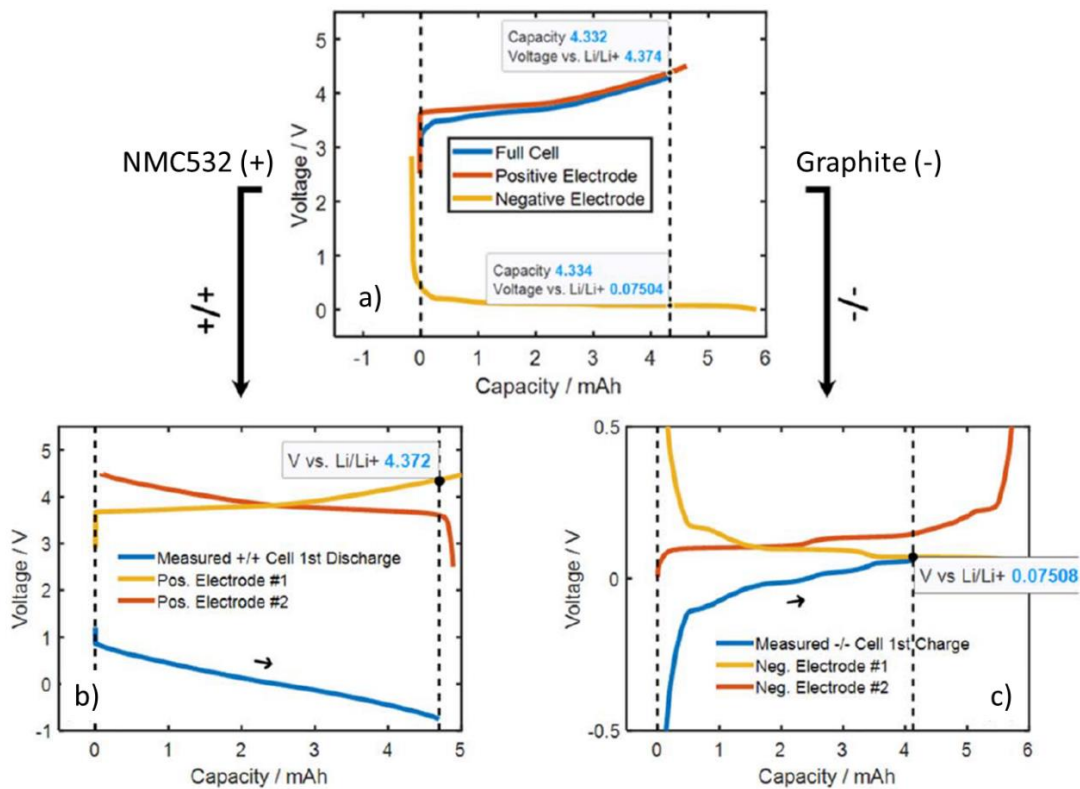 Capacity 4.332
Voltage vs. Li/Li+ 4.374
5
4
3
2
1
0
Voltage / V
Full Cell
Positive Electrode
Negative Electrode
Capacity 4.334
Voltage vs. Li/Li+ 0.07504
a)
-1 0 1 2 3 4 5 6
Capacity / mAh
NMC532 (+)
+/+
Graphite (-)
-/-
5
4
3
2
1
0
-1
Voltage / V
V vs. Li/Li+ 4.372
Measured +/+ Cell 1st Discharge
Pos. Electrode #1
Pos. Electrode #2
b)
0 1 2 3 4 5
Capacity / mAh
0.5
0
-0.5
Voltage / V
V vs Li/Li+ 0.07508
Measured -/- Cell 1st Charge
Neg. Electrode #1
Neg. Electrode #2
c)
0 1 2 3 4 5 6
Capacity / mAh